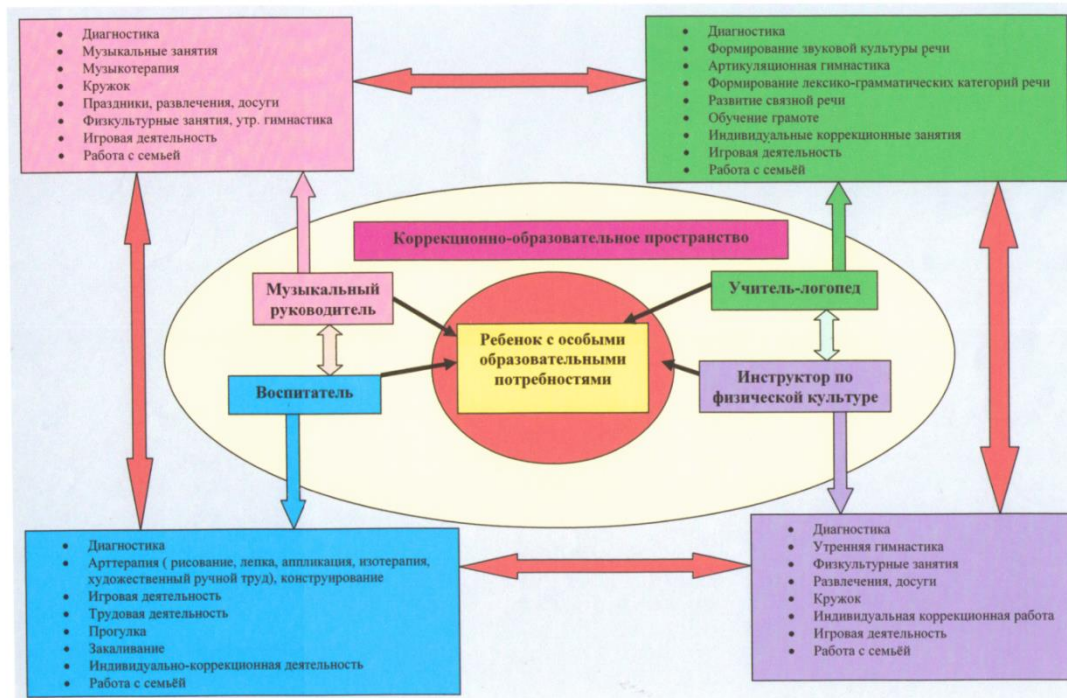 • Диагностика
• Музыкальные занятия
• Музыкотерапия
• Кружок
• Праздники, развлечения, досуги
• Физкультурные занятия, утр. гимнастика
• Игровая деятельность
• Работа с семьей
• Диагностика
• Формирование звуковой культуры речи
• Артикуляционная гимнастика
• Формирование лексико-грамматических категорий речи
• Развитие связной речи
• Обучение грамоте
• Индивидуальные коррекционные занятия
• Игровая деятельность
• Работа с семьёй
Коррекционно-образовательное пространство
Музыкальный
руководитель
Учитель-логопед
Ребенок с особыми
образовательными
потребностями
Воспитатель
Инструктор по
физической культуре
• Диагностика
• Арттерапия ( рисование, лепка, аппликация, изотерапия,
художественный ручной труд), конструирование
• Игровая деятельность
• Трудовая деятельность
• Прогулка
• Закаливание
• Индивидуально-коррекционная деятельность
• Работа с семьёй
• Диагностика
• Утренняя гимнастика
• Физкультурные занятия
• Развлечения, досуги
• Кружок
• Индивидуальная коррекционная работа
• Игровая деятельность
• Работа с семьёй